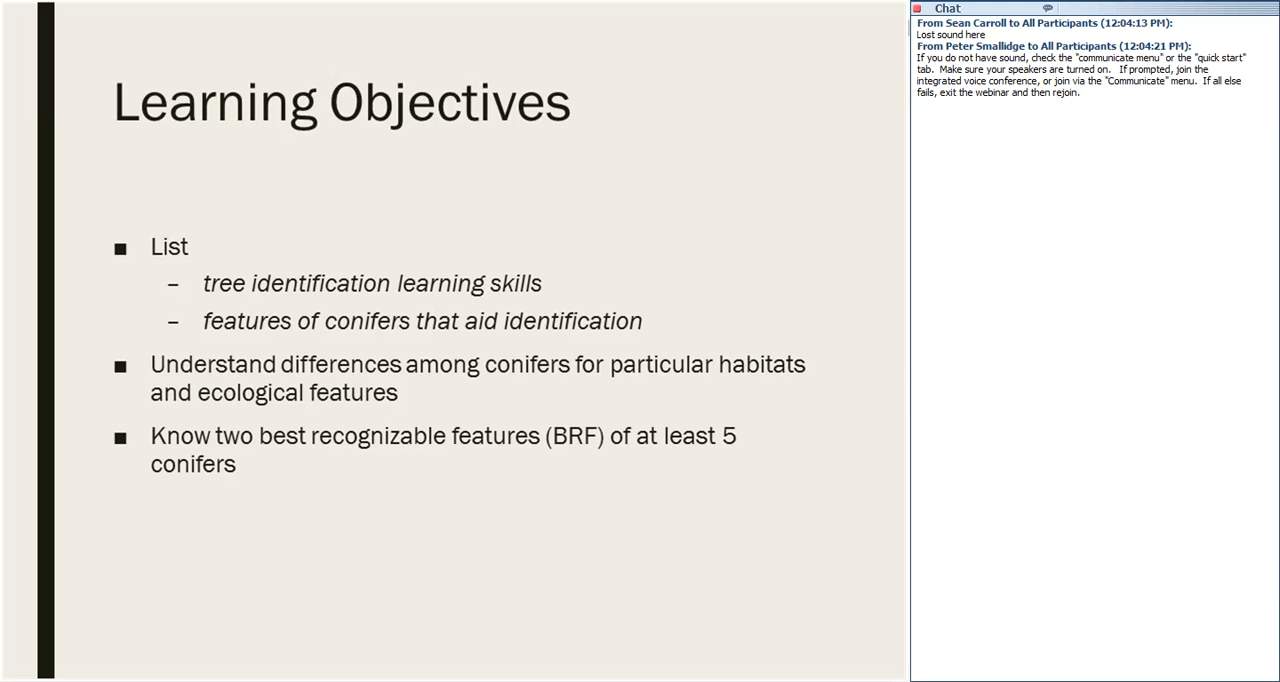 Learning Objectives
■ List
– tree identification learning skills
– features of conifers that aid identification
■ Understand differences among conifers for particular habitats
and ecological features
■ Know two best recognizable features (BRF) of at least 5
conifers
Chat
From Sean Carroll to All Participants (12:04:13 PM):
Lost sound here
From Peter Smallidge to All Participants (12:04:21 PM):
If you do not have sound, check the "communicate menu" or the "quick start"
tab.  Make sure your speakers are turned on.   If prompted, join the
integrated voice conference, or join via the "Communicate" menu.  If all else
fails, exit the webinar and then rejoin.